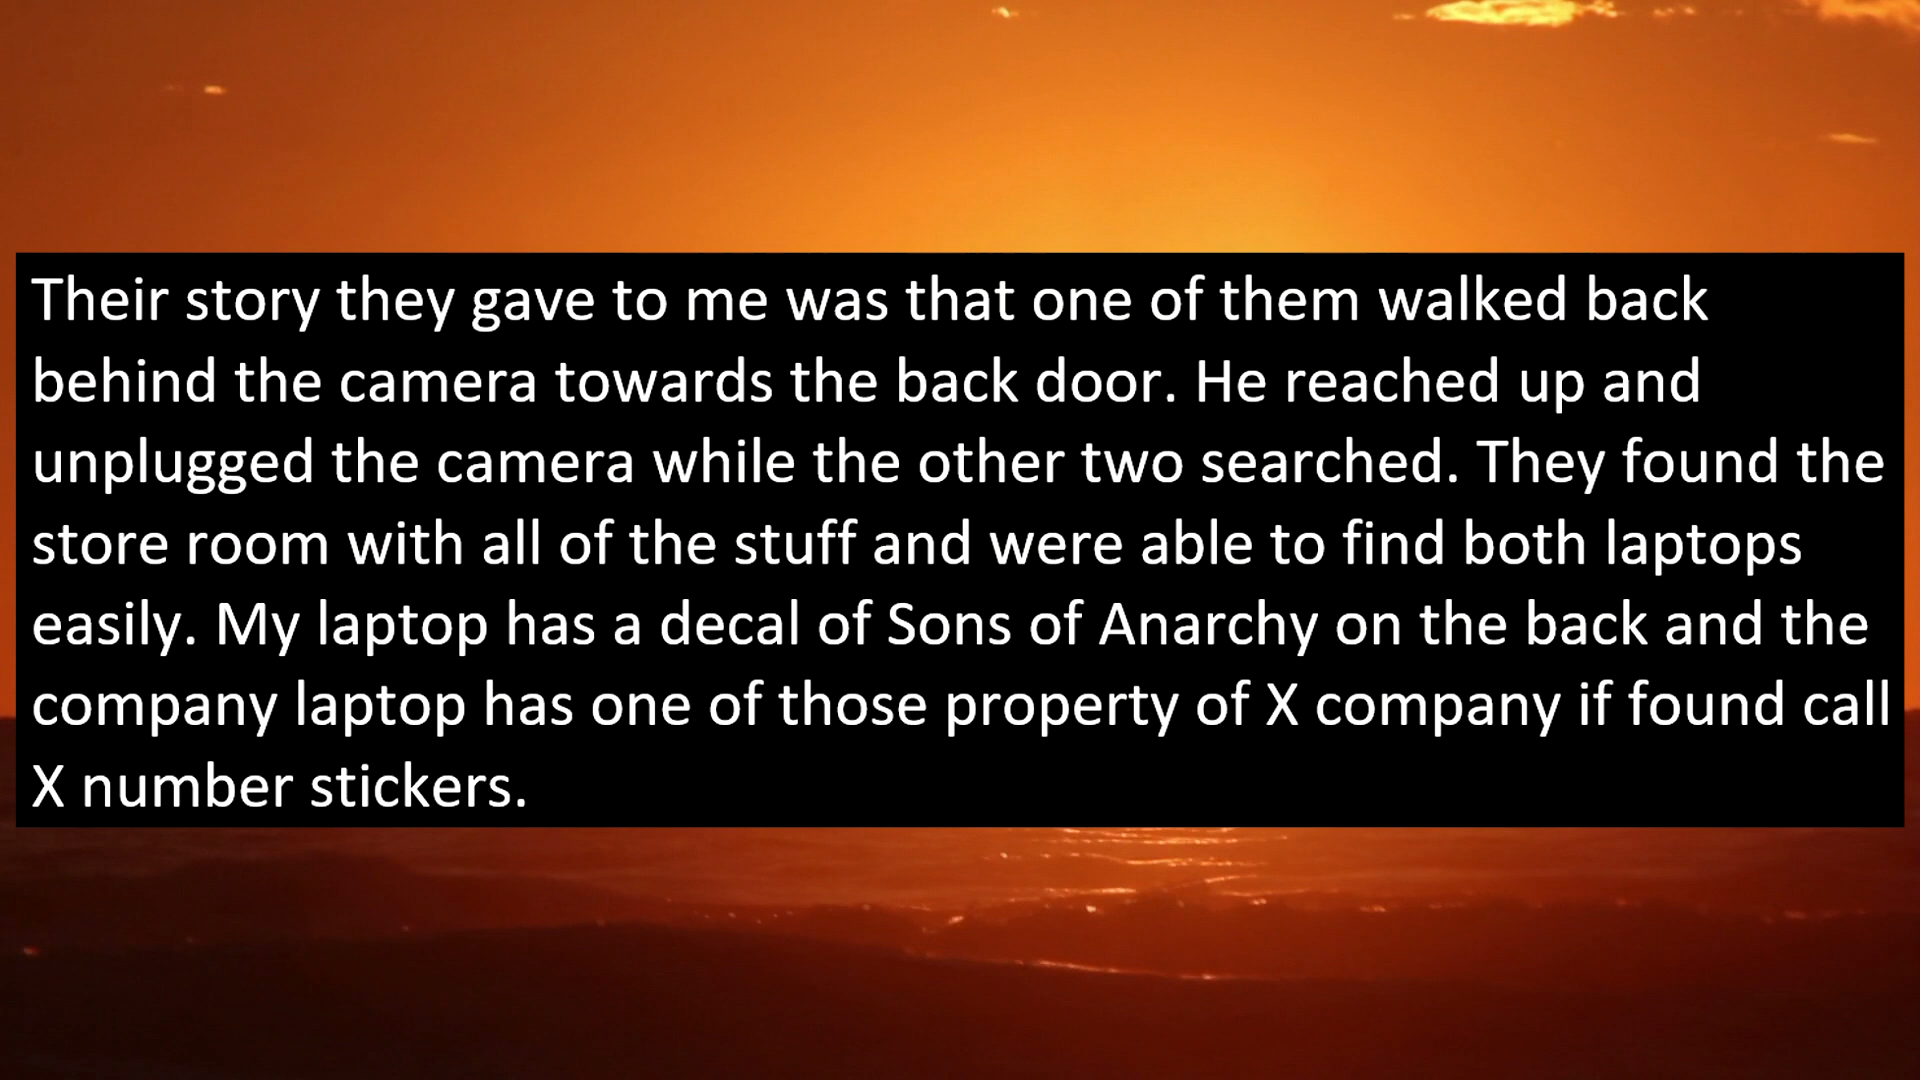 Their story they gave to me was that one of them walked back
behind the camera towards the back door. He reached up and
unplugged the camera while the other two searched. They found the
store room with all of the stuff and were able to find both laptops
easily. My laptop has a decal of Sons of Anarchy on the back and the
company laptop has one of those property of X company if found call
X number stickers.